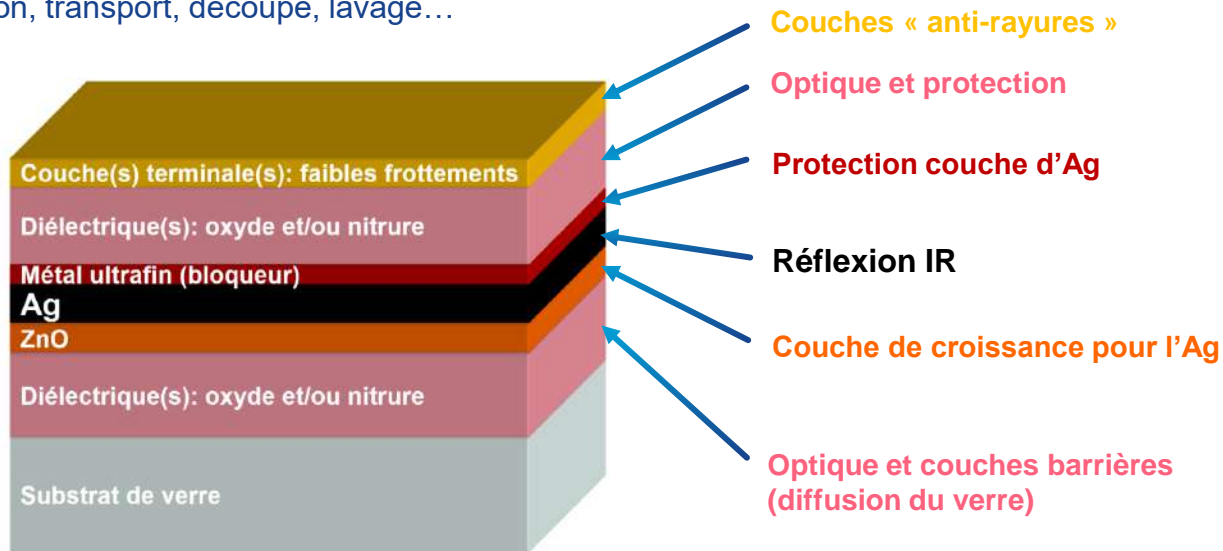 on, transport, découpe, lavage…
Couches « anti-rayures »
Optique et protection
Protection couche d’Ag
Réflexion IR
Couche de croissance pour l’Ag
Optique et couches barrières
(diffusion du verre)
Couche(s) terminale(s): faibles frottements
Diélectrique(s): oxyde et/ou nitrure
Métal ultrafin (bloqueur)
Ag
ZnO
Diélectrique(s): oxyde et/ou nitrure
Substrat de verre